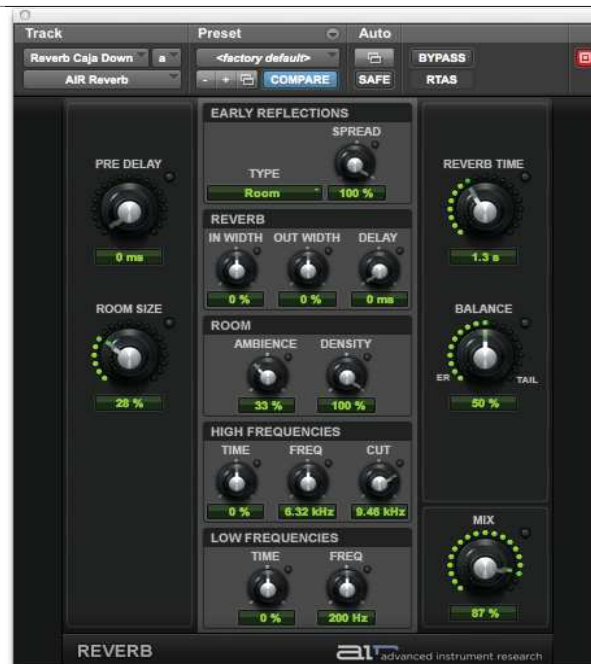 Track Preset Auto
Reverb Caja Down a <factory default> BYPASS
AIR Reverb - + COMPARE SAFE RTAS
EARLY REFLECTIONS
SPREAD
TYPE
Room 100 %
PRE DELAY
0 ms
ROOM SIZE
28 %
REVERB
IN WIDTH OUT WIDTH DELAY
0 % 0 % 0 ms
ROOM
AMBIENCE DENSITY
33 % 100 %
HIGH FREQUENCIES
TIME FREQ CUT
0 % 6.32 kHz 9.46 kHz
LOW FREQUENCIES
TIME FREQ
0 % 200 Hz
REVERB TIME
1.3 s
BALANCE
ER TAIL
50 %
MIX
87 %
REVERB AIR advanced instrument research